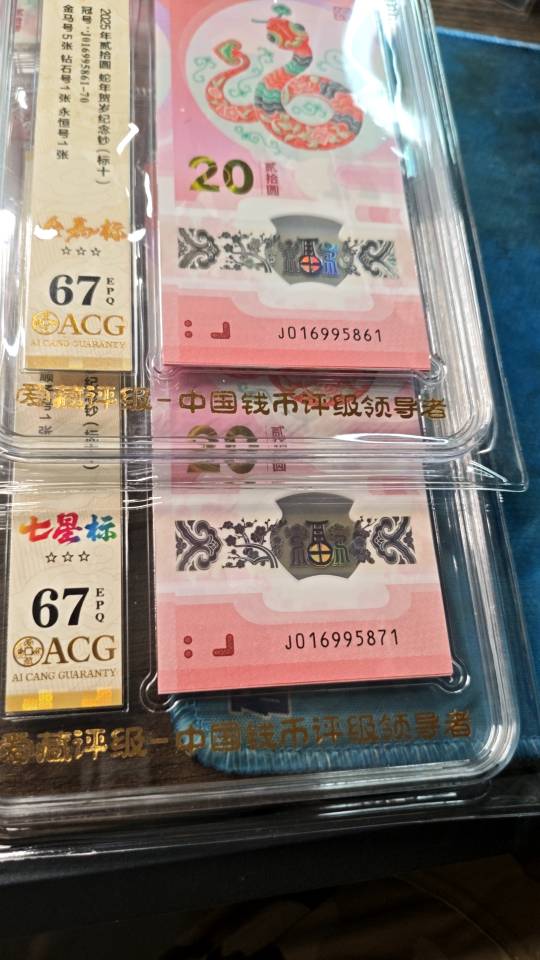 2025年贰拾圆 蛇年贺岁纪念钞（标十）
冠号:J016995861-70
金马号5张 钻石号1张 永恒号1张
☆☆☆
67
EPQ
ACG
AI CANG GUARANTY
20
贰拾圆
J016995861
爱藏评级－中国钱币评级领导者
20
贰拾圆
七星标
☆☆☆
67
EPQ
ACG
AI CANG GUARANTY
J016995871
爱藏评级－中国钱币评级领导者